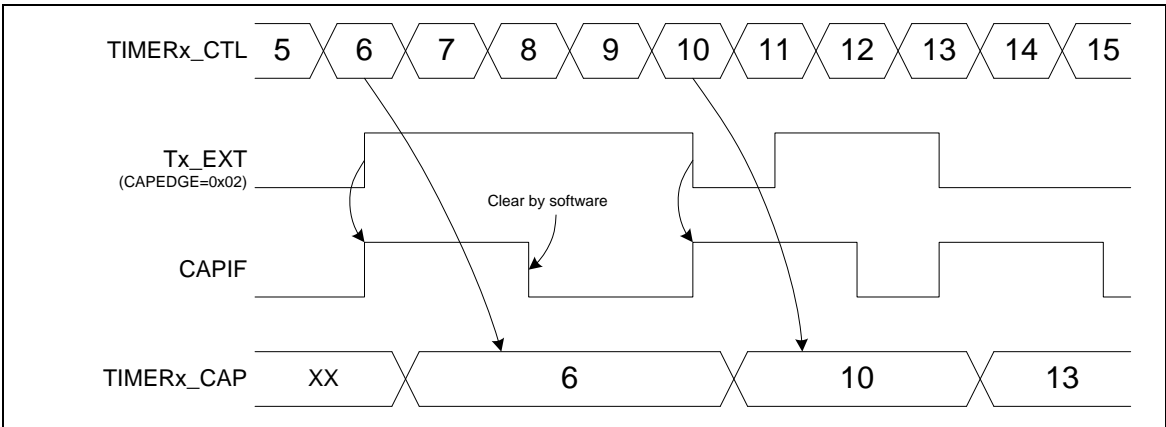 TIMERx_CTL 5 6 7 8 9 10 11 12 13 14 15
Tx_EXT
(CAPEDGE=0x02)
Clear by software
CAPIF
TIMERx_CAP XX 6 10 13